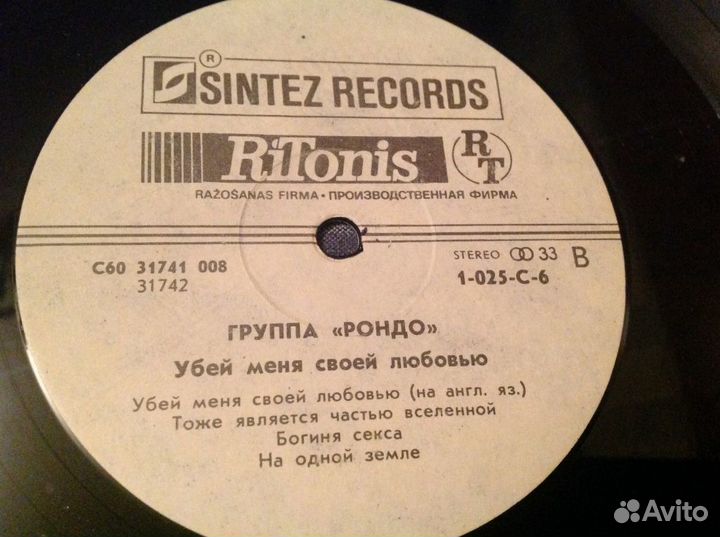 ®
SINTEZ RECORDS
RiTonis
RT
RAŽOŠANAS FIRMA • ПРОИЗВОДСТВЕННАЯ ФИРМА
С60 31741 008
31742
STEREO 33 B
1-025-С-6
ГРУППА «РОНДО»
Убей меня своей любовью
Убей меня своей любовью (на англ. яз.)
Тоже является частью вселенной
Богиня секса
На одной земле
Avito